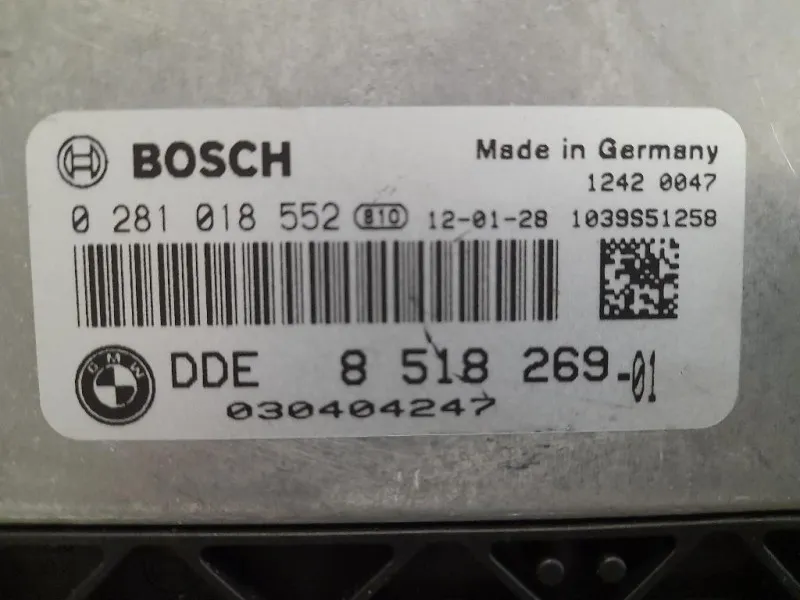 BOSCH Made in Germany
1242 0047
0 281 018 552 810 12-01-28 1039S51258
BMW DDE 8 518 269-01
030404247